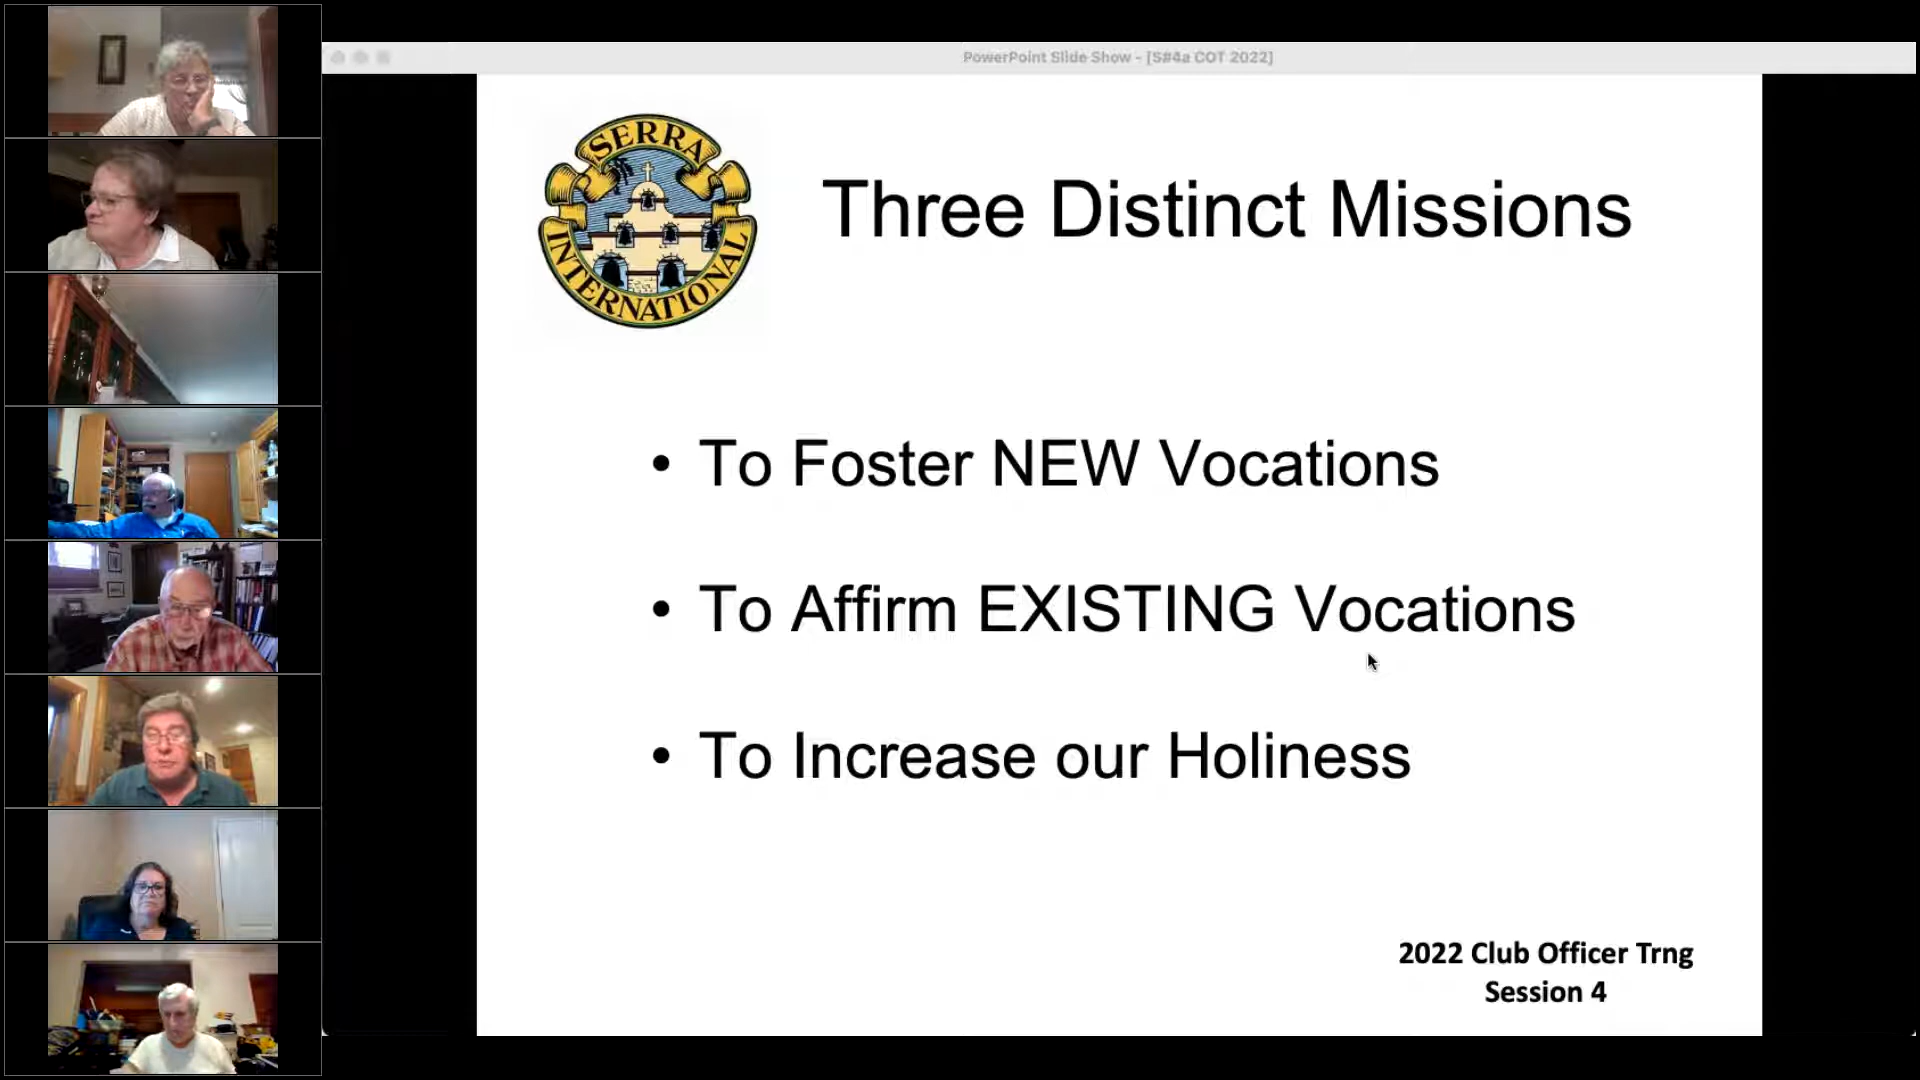 PowerPoint Slide Show - [S#4a COT 2022]
SERRA
INTERNATIONAL
Three Distinct Missions
• To Foster NEW Vocations
• To Affirm EXISTING Vocations
• To Increase our Holiness
2022 Club Officer Trng
Session 4